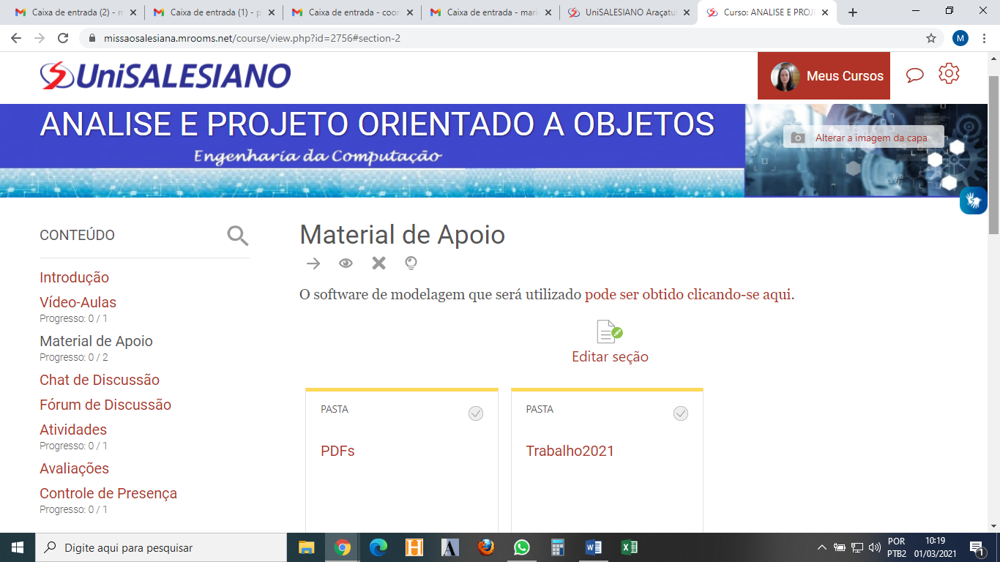 Caixa de entrada (2) - m
Caixa de entrada (1) - p
Caixa de entrada - coor
Caixa de entrada - mari
UniSALESIANO Araçatul
Curso: ANALISE E PROJ
missaosalesiana.mrooms.net/course/view.php?id=2756#section-2
M
UniSALESIANO
Meus Cursos
ANALISE E PROJETO ORIENTADO A OBJETOS
Alterar a imagem da capa
Engenharia da Computação
CONTEÚDO
Introdução
Vídeo-Aulas
Progresso: 0 / 1
Material de Apoio
Progresso: 0 / 2
Chat de Discussão
Fórum de Discussão
Atividades
Progresso: 0 / 1
Avaliações
Controle de Presença
Progresso: 0 / 1
Material de Apoio
O software de modelagem que será utilizado pode ser obtido clicando-se aqui.
Editar seção
PASTA
PDFs
PASTA
Trabalho2021
Digite aqui para pesquisar
POR
PTB2
10:19
01/03/2021
1